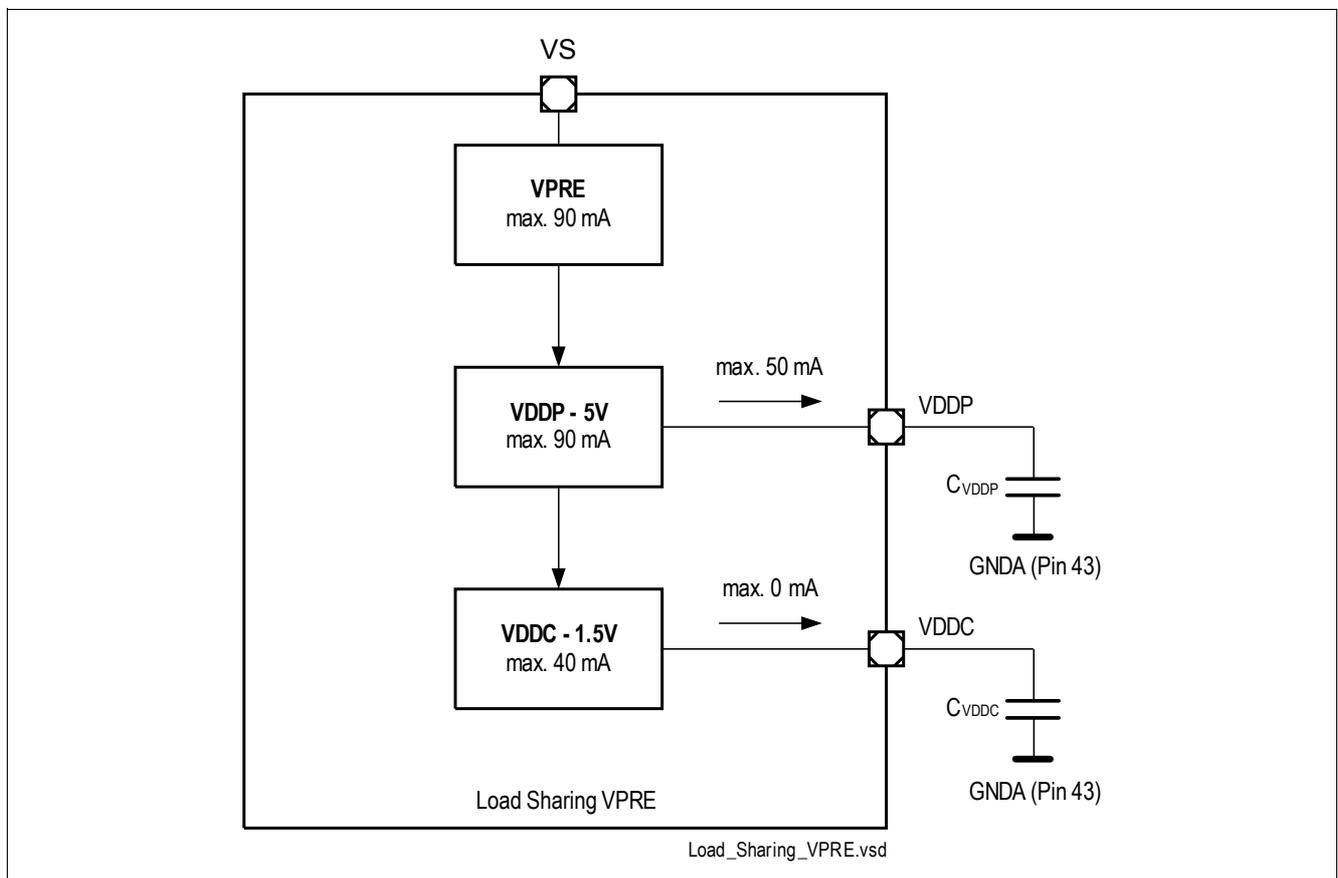 VS
VPRE
max. 90 mA
max. 50 mA
VDDP
VDDP - 5V
max. 90 mA
CVDDP
GNDA (Pin 43)
max. 0 mA
VDDC
VDDC - 1.5V
max. 40 mA
CVDDC
GNDA (Pin 43)
Load Sharing VPRE
Load_Sharing_VPRE.vsd